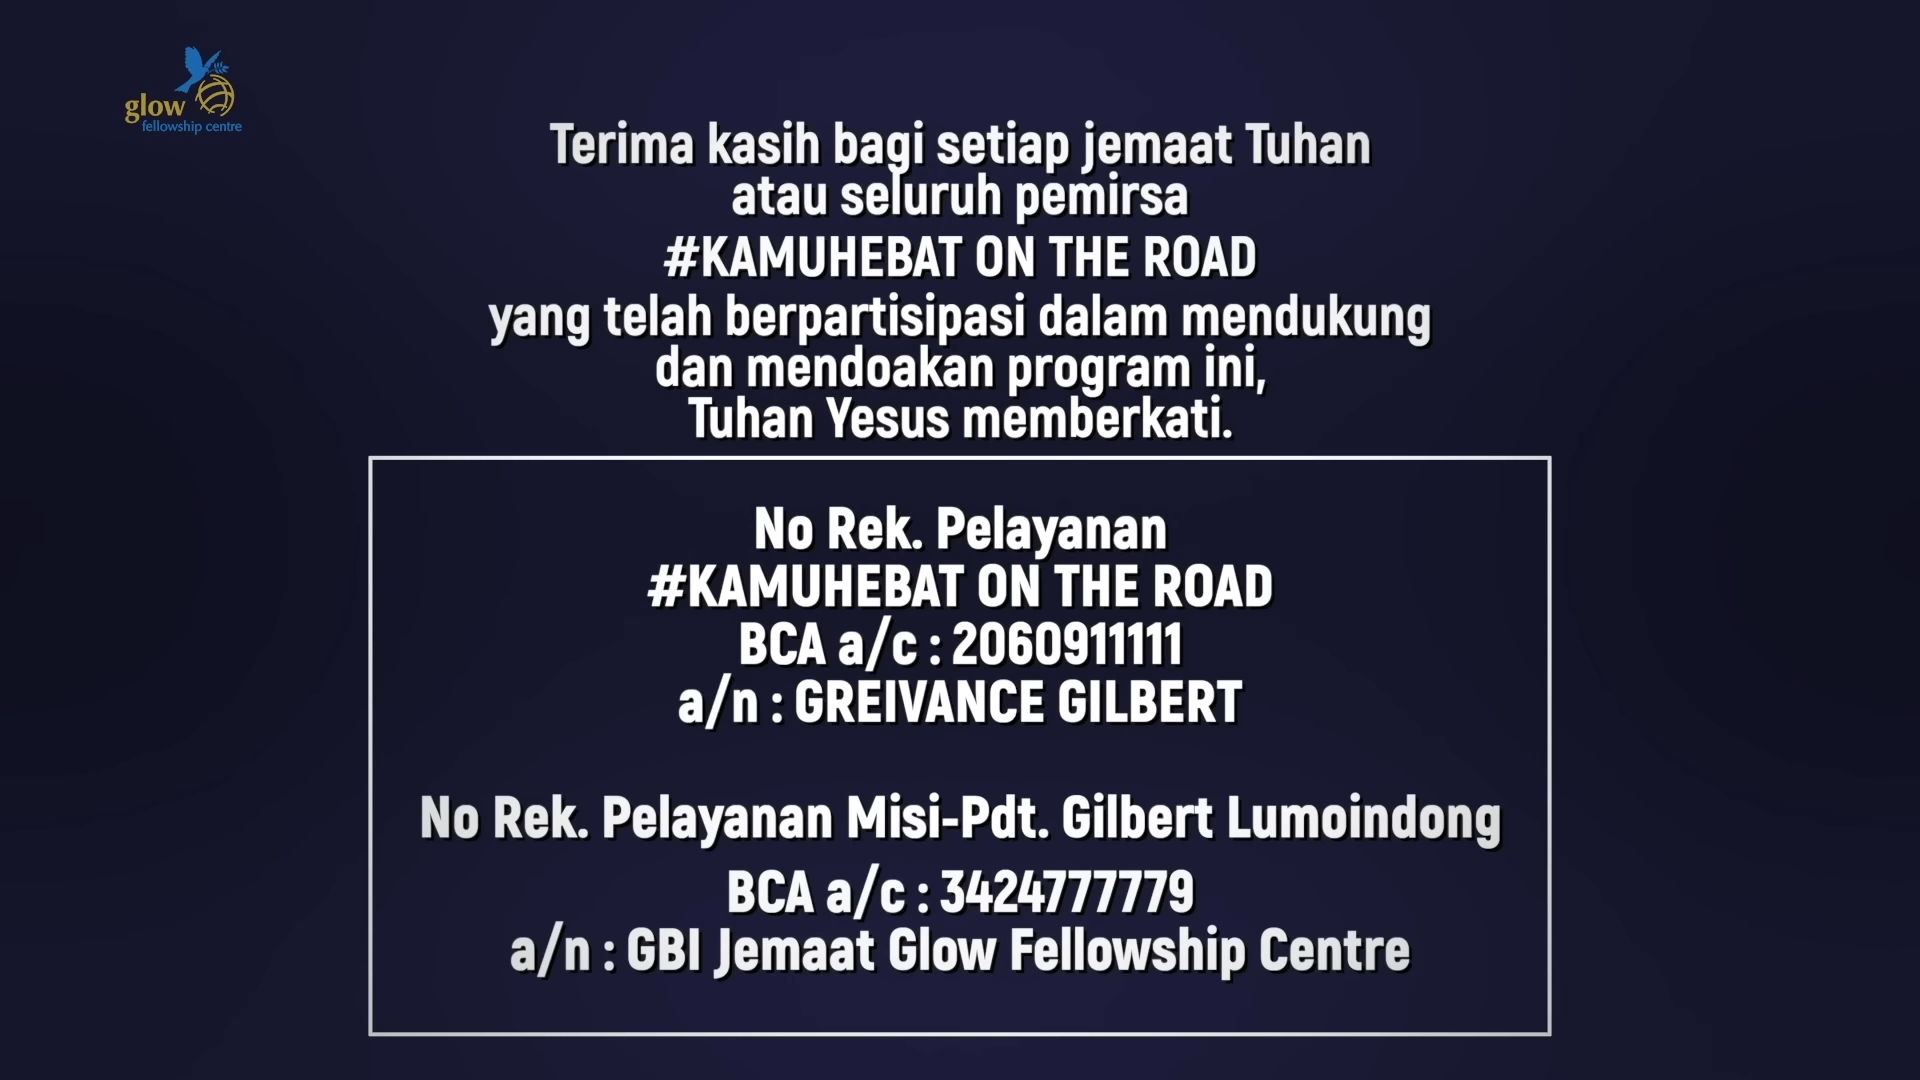 glow
fellowship centre
Terima kasih bagi setiap jemaat Tuhan
atau seluruh pemirsa
#KAMUHEBAT ON THE ROAD
yang telah berpartisipasi dalam mendukung
dan mendoakan program ini,
Tuhan Yesus memberkati.
No Rek. Pelayanan
#KAMUHEBAT ON THE ROAD
BCA a/c : 2060911111
a/n : GREIVANCE GILBERT
No Rek. Pelayanan Misi-Pdt. Gilbert Lumoindong
BCA a/c : 3424777779
a/n : GBI Jemaat Glow Fellowship Centre